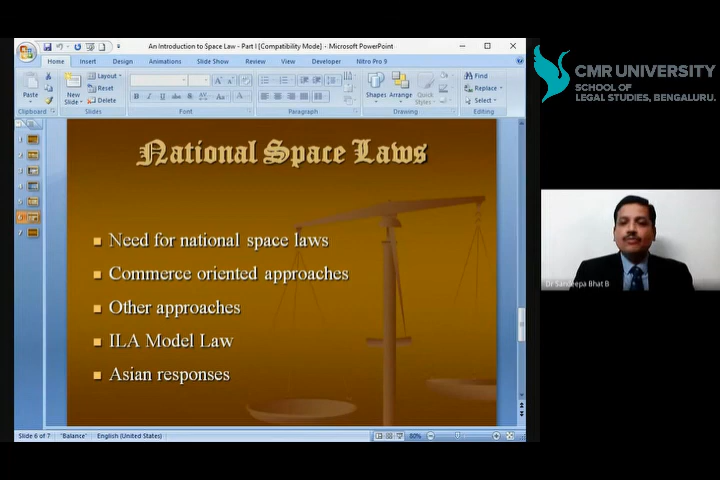 An Introduction to Space Law - Part I [Compatibility Mode] - Microsoft PowerPoint
Home Insert Design Animations Slide Show Review View Developer Nitro Pro 9
Paste
Clipboard
New Slide
Layout
Reset
Delete
Slides
Font
Paragraph
Shapes Arrange Quick Styles
Drawing
Find
Replace
Select
Editing
CMR UNIVERSITY
SCHOOL OF
LEGAL STUDIES, BENGALURU.
National Space Laws
Need for national space laws
Commerce oriented approaches
Other approaches
ILA Model Law
Asian responses
Dr Sandeepa Bhat B
Slide 6 of 7 "Balance" English (United States) 80%